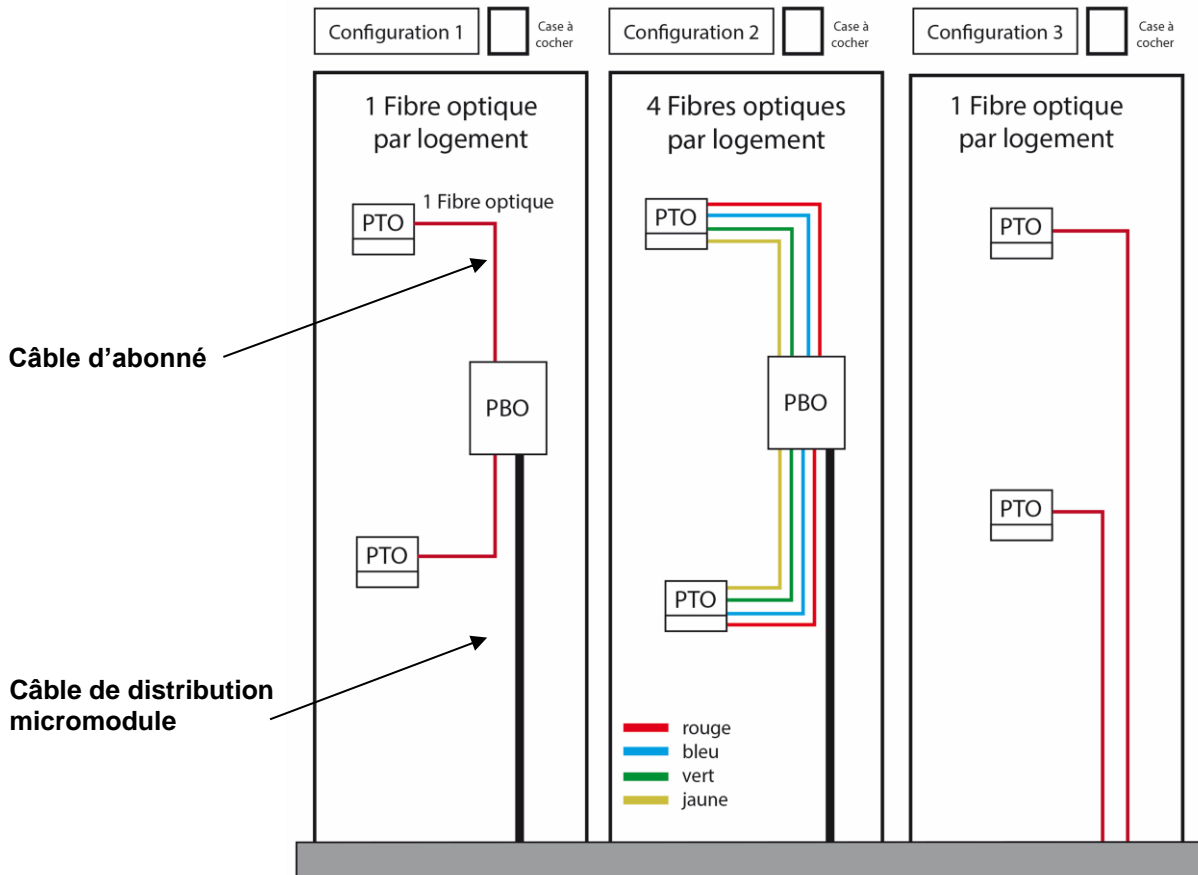 Configuration 1
Case à
cocher
Configuration 2
Case à
cocher
Configuration 3
Case à
cocher
1 Fibre optique
par logement
4 Fibres optiques
par logement
1 Fibre optique
par logement
PTO
1 Fibre optique
PTO
PTO
Câble d'abonné
PBO
PBO
PTO
PTO
PTO
Câble de distribution
micromodule
rouge
bleu
vert
jaune